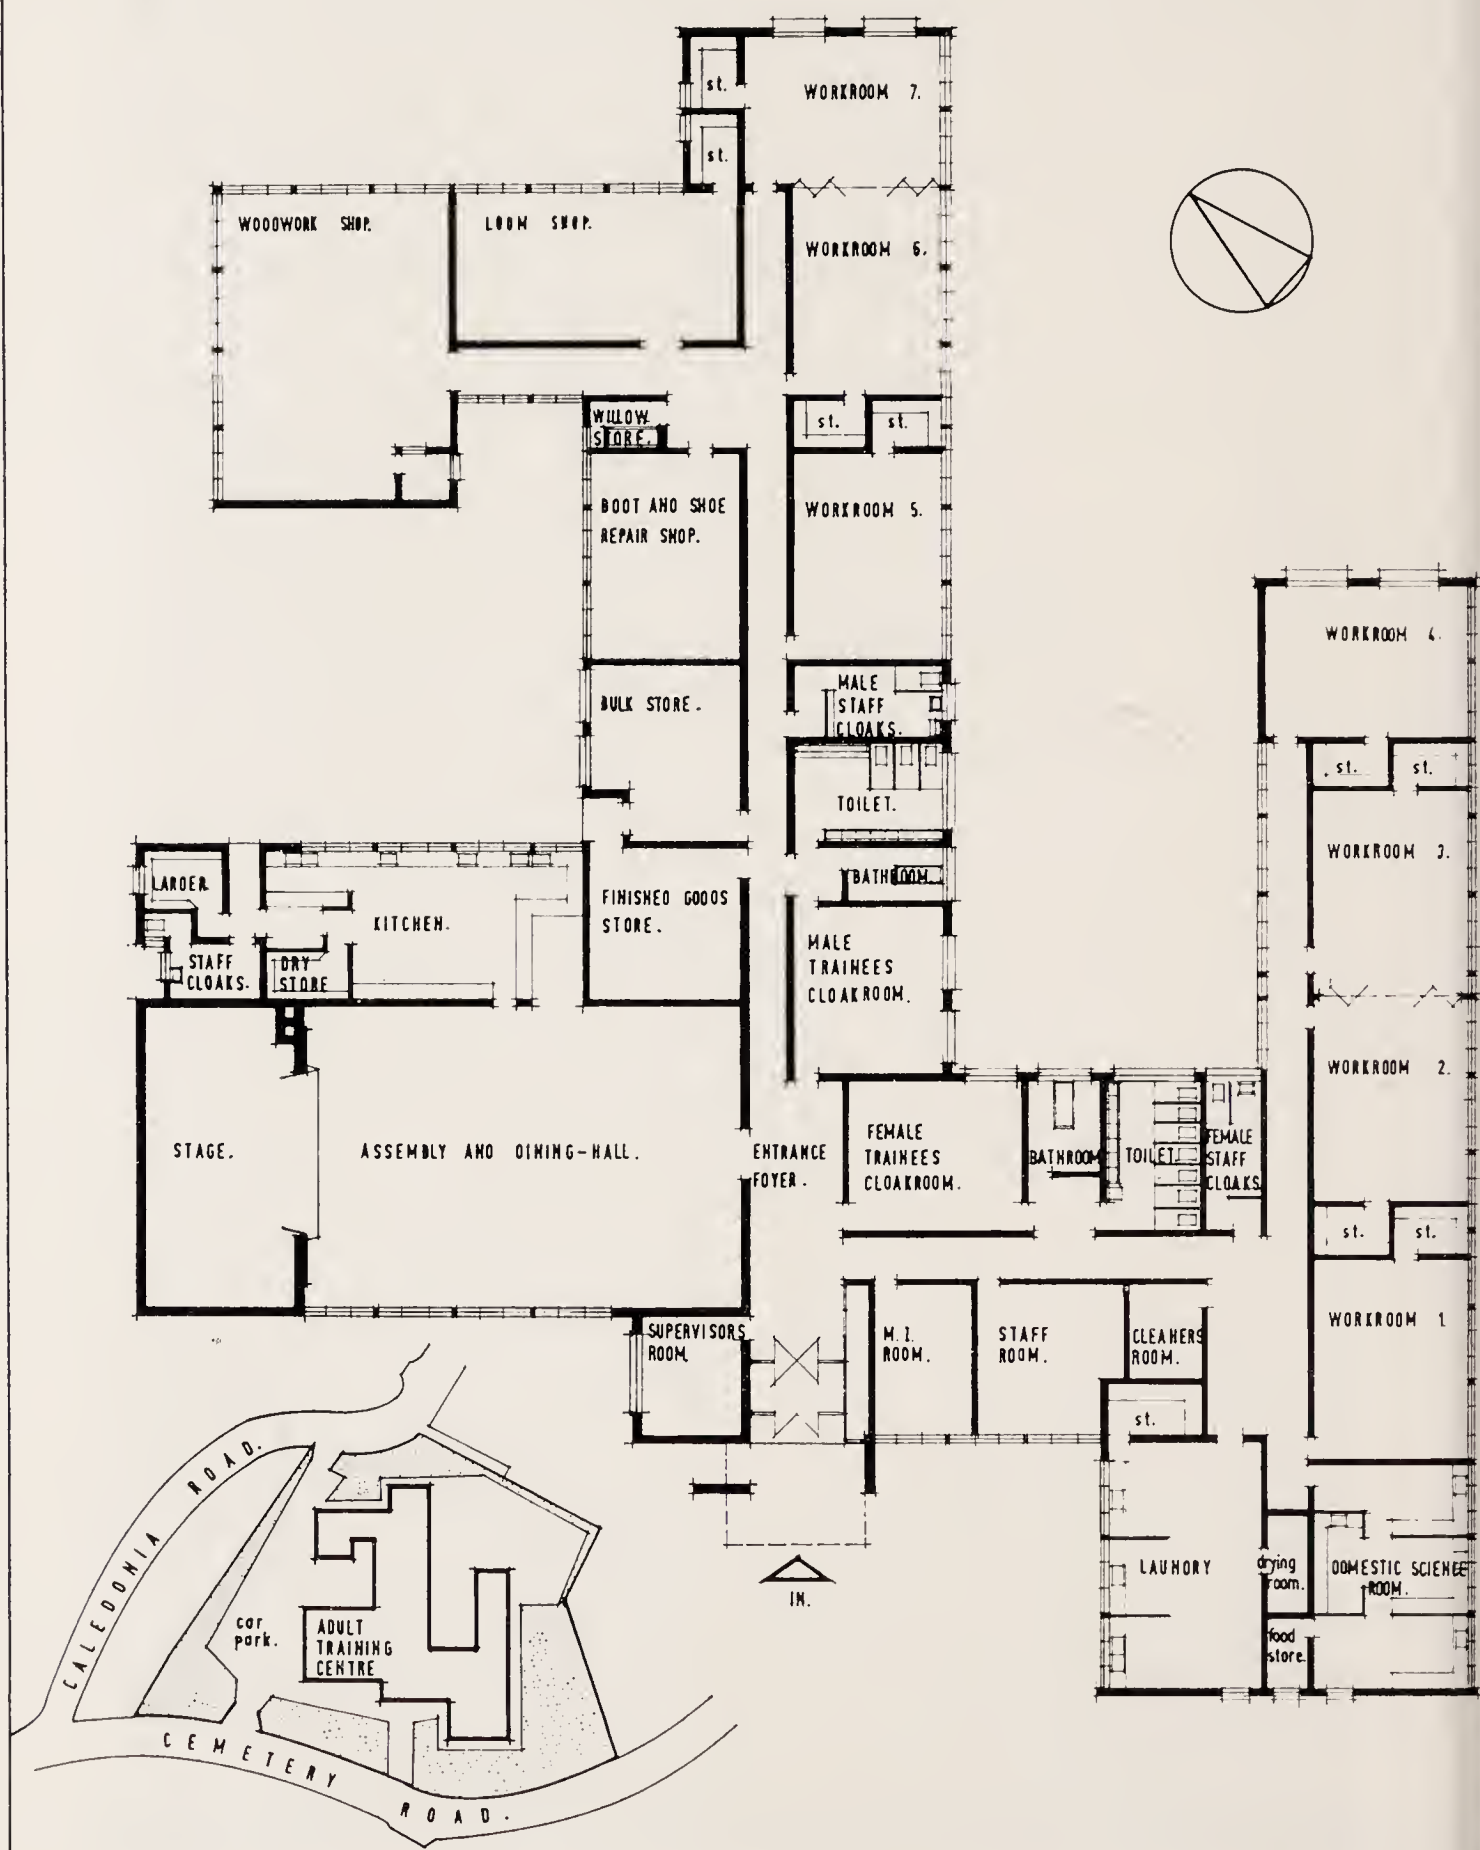 st.
WORKROOM 7.
st.
WOODWORK SHOP.
LOOM SHOP.
WORKROOM 6.
WILLOW
STORE.
st.
st.
BOOT AND SHOE
REPAIR SHOP.
WORKROOM 5.
WORKROOM 4.
MALE
STAFF
CLOAKS.
BULK STORE.
TOILET.
st.
st.
WORKROOM 3.
BATHROOM.
LARDER
KITCHEN.
FINISHED GOODS
STORE.
STAFF
CLOAKS.
DRY
STORE
MALE
TRAINEES
CLOAKROOM.
WORKROOM 2.
STAGE.
ASSEMBLY AND DINING-HALL.
ENTRANCE
FOYER.
FEMALE
TRAINEES
CLOAKROOM.
BATHROOM
TOILET.
FEMALE
STAFF
CLOAKS
st.
st.
WORKROOM 1.
SUPERVISORS
ROOM.
M.I.
ROOM.
STAFF
ROOM.
CLEANERS
ROOM.
st.
LAUNDRY
drying
room.
DOMESTIC SCIENCE
ROOM.
food
store.
IN.
CALEDONIA ROAD.
car
park.
ADULT
TRAINING
CENTRE
CEMETERY ROAD.